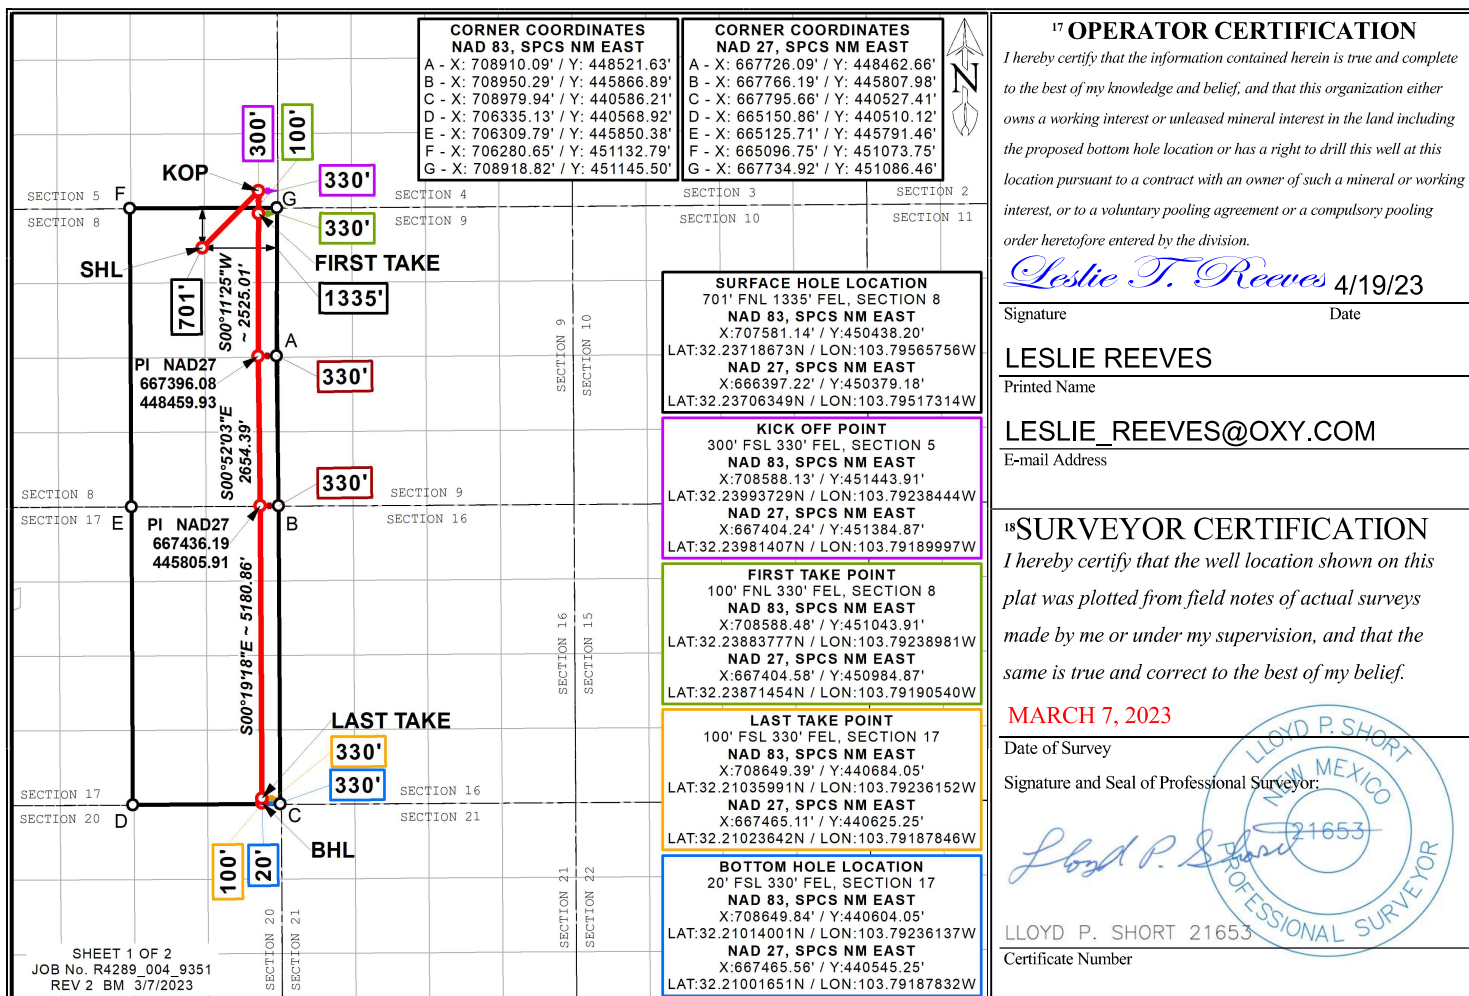 CORNER COORDINATES
NAD 83, SPCS NM EAST
A - X: 708910.09' / Y: 448521.63'
B - X: 708950.29' / Y: 445866.89'
C - X: 708979.94' / Y: 440586.21'
D - X: 706335.13' / Y: 440568.92'
E - X: 706309.79' / Y: 445850.38'
F - X: 706280.65' / Y: 451132.79'
G - X: 708918.82' / Y: 451145.50'
CORNER COORDINATES
NAD 27, SPCS NM EAST
A - X: 667726.09' / Y: 448462.66'
B - X: 667766.19' / Y: 445807.98'
C - X: 667795.66' / Y: 440527.41'
D - X: 665150.86' / Y: 440510.12'
E - X: 665125.71' / Y: 445791.46'
F - X: 665096.75' / Y: 451073.75'
G - X: 667734.92' / Y: 451086.46'
N
300'
100'
KOP
330'
SECTION 5
F
G
SECTION 4
SECTION 3
SECTION 2
SECTION 8
SECTION 9
SECTION 10
SECTION 11
330'
SHL
FIRST TAKE
701'
S00°11'25"W
~ 2525.01'
1335'
A
PI NAD27
667396.08
448459.93
330'
SECTION 9
SECTION 10
S00°52'03"E
2654.39'
330'
SECTION 8
SECTION 9
SECTION 17
E
B
SECTION 16
PI NAD27
667436.19
445805.91
S00°19'18"E ~ 5180.86'
SECTION 16
SECTION 15
LAST TAKE
330'
330'
SECTION 17
SECTION 16
SECTION 20
D
C
SECTION 21
BHL
100'
20'
SECTION 20
SECTION 21
SECTION 21
SECTION 22
SHEET 1 OF 2
JOB No. R4289_004_9351
REV 2 BM 3/7/2023
SURFACE HOLE LOCATION
701' FNL 1335' FEL, SECTION 8
NAD 83, SPCS NM EAST
X:707581.14' / Y:450438.20'
LAT:32.23718673N / LON:103.79565756W
NAD 27, SPCS NM EAST
X:666397.22' / Y:450379.18'
LAT:32.23706349N / LON:103.79517314W
KICK OFF POINT
300' FSL 330' FEL, SECTION 5
NAD 83, SPCS NM EAST
X:708588.13' / Y:451443.91'
LAT:32.23993729N / LON:103.79238444W
NAD 27, SPCS NM EAST
X:667404.24' / Y:451384.87'
LAT:32.23981407N / LON:103.79189997W
FIRST TAKE POINT
100' FNL 330' FEL, SECTION 8
NAD 83, SPCS NM EAST
X:708588.48' / Y:451043.91'
LAT:32.23883777N / LON:103.79238981W
NAD 27, SPCS NM EAST
X:667404.58' / Y:450984.87'
LAT:32.23871454N / LON:103.79190540W
LAST TAKE POINT
100' FSL 330' FEL, SECTION 17
NAD 83, SPCS NM EAST
X:708649.39' / Y:440684.05'
LAT:32.21035991N / LON:103.79236152W
NAD 27, SPCS NM EAST
X:667465.11' / Y:440625.25'
LAT:32.21023642N / LON:103.79187846W
BOTTOM HOLE LOCATION
20' FSL 330' FEL, SECTION 17
NAD 83, SPCS NM EAST
X:708649.84' / Y:440604.05'
LAT:32.21014001N / LON:103.79236137W
NAD 27, SPCS NM EAST
X:667465.56' / Y:440545.25'
LAT:32.21001651N / LON:103.79187832W
17 OPERATOR CERTIFICATION
I hereby certify that the information contained herein is true and complete
to the best of my knowledge and belief, and that this organization either
owns a working interest or unleased mineral interest in the land including
the proposed bottom hole location or has a right to drill this well at this
location pursuant to a contract with an owner of such a mineral or working
interest, or to a voluntary pooling agreement or a compulsory pooling
order heretofore entered by the division.
Leslie T. Reeves 4/19/23
Signature Date
LESLIE REEVES
Printed Name
LESLIE_REEVES@OXY.COM
E-mail Address
18 SURVEYOR CERTIFICATION
I hereby certify that the well location shown on this
plat was plotted from field notes of actual surveys
made by me or under my supervision, and that the
same is true and correct to the best of my belief.
MARCH 7, 2023
Date of Survey
Signature and Seal of Professional Surveyor:
Lloyd P. Short
LLOYD P. SHORT
NEW MEXICO
21653
PROFESSIONAL SURVEYOR
LLOYD P. SHORT 21653
Certificate Number